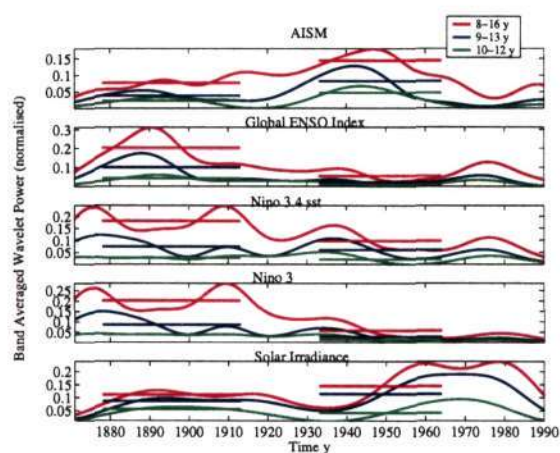 8–16 y
9–13 y
10–12 y
AISM
0.15
0.1
0.05
Global ENSO Index
0.3
0.2
0.1
Nino 3.4 sst
0.2
0.15
0.1
0.05
Nino 3
0.25
0.2
0.15
0.1
0.05
Solar Irradiance
0.2
0.15
0.1
0.05
1880 1890 1900 1910 1920 1930 1940 1950 1960 1970 1980 1990
Time y
Band Averaged Wavelet Power (normalised)